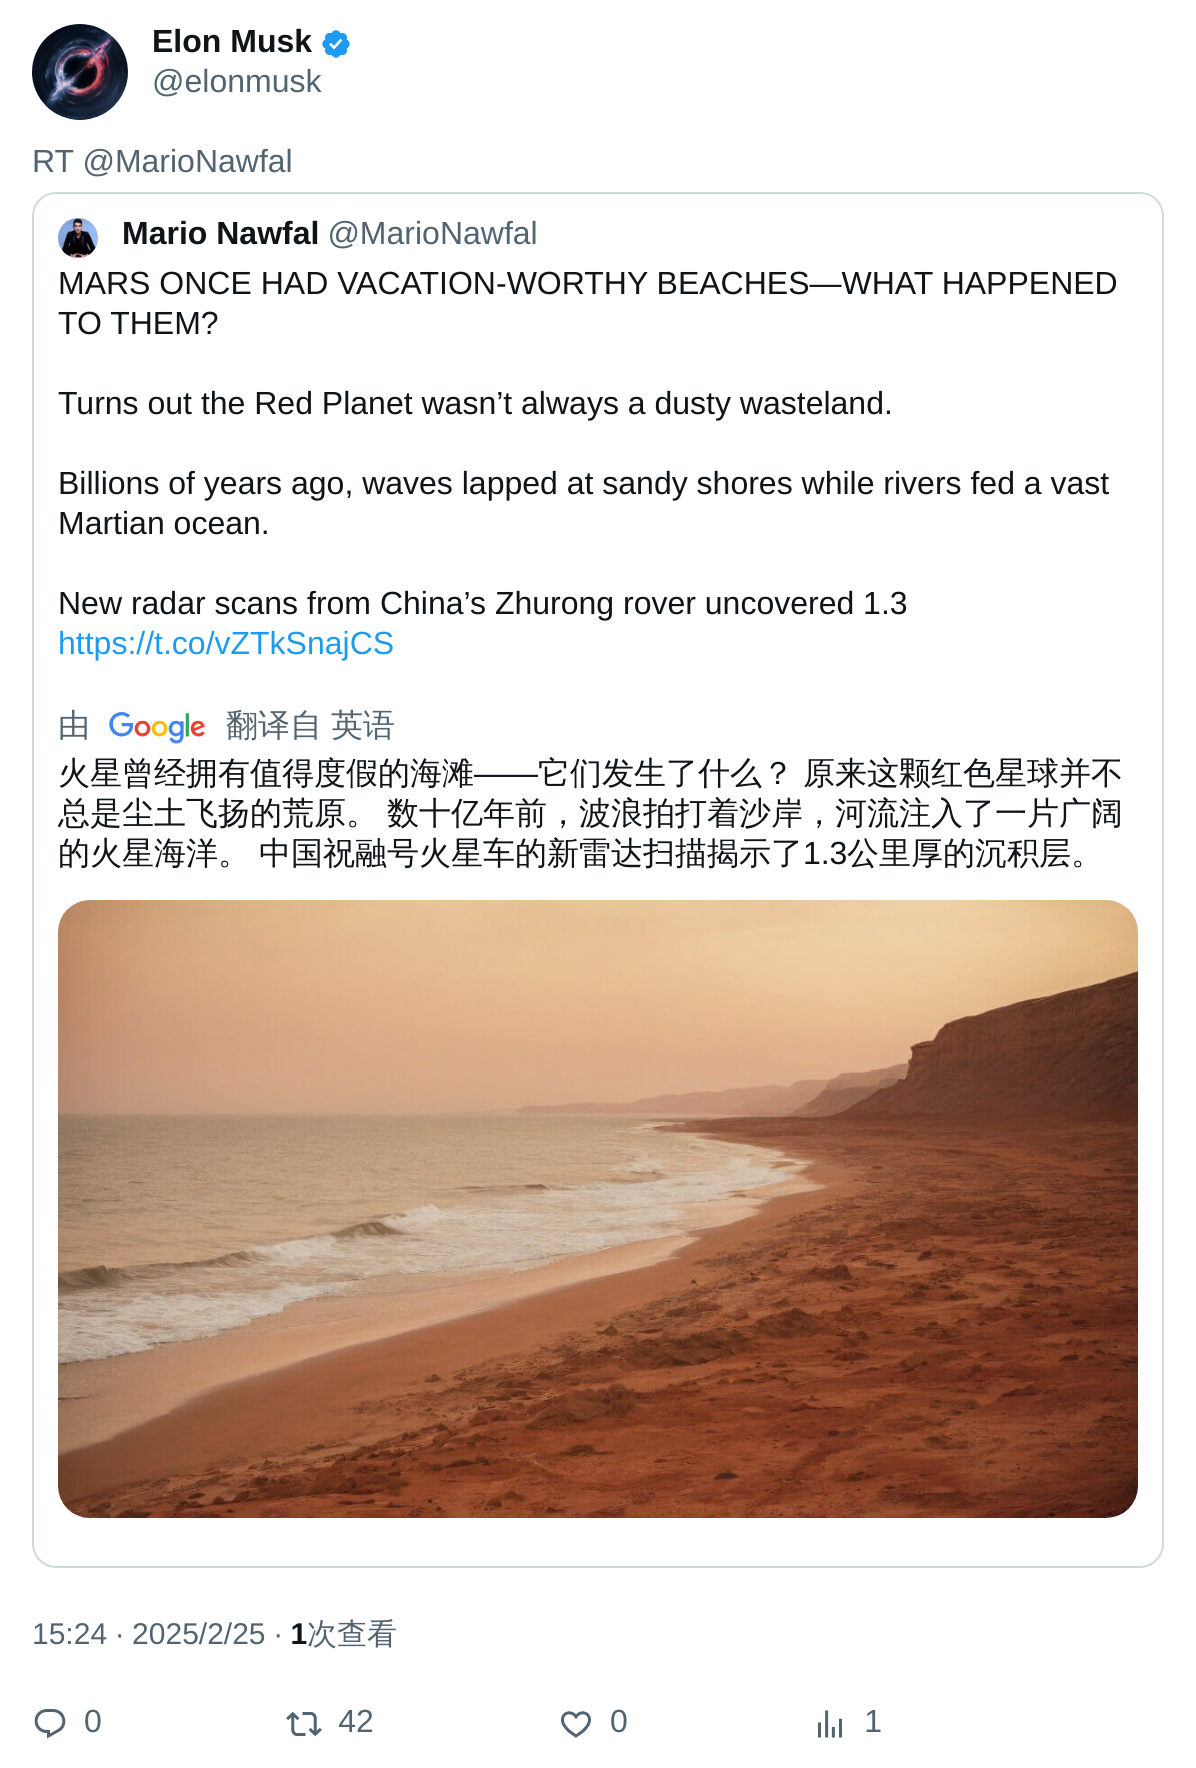 Elon Musk
@elonmusk
RT @MarioNawfal
Mario Nawfal @MarioNawfal
MARS ONCE HAD VACATION-WORTHY BEACHES—WHAT HAPPENED
TO THEM?
Turns out the Red Planet wasn’t always a dusty wasteland.
Billions of years ago, waves lapped at sandy shores while rivers fed a vast
Martian ocean.
New radar scans from China’s Zhurong rover uncovered 1.3
https://t.co/vZTkSnajCS
由 Google 翻译自 英语
火星曾经拥有值得度假的海滩——它们发生了什么？ 原来这颗红色星球并不
总是尘土飞扬的荒原。 数十亿年前，波浪拍打着沙岸，河流注入了一片广阔
的火星海洋。 中国祝融号火星车的新雷达扫描揭示了1.3公里厚的沉积层。
15:24 · 2025/2/25 · 1次查看
0 42 0 1